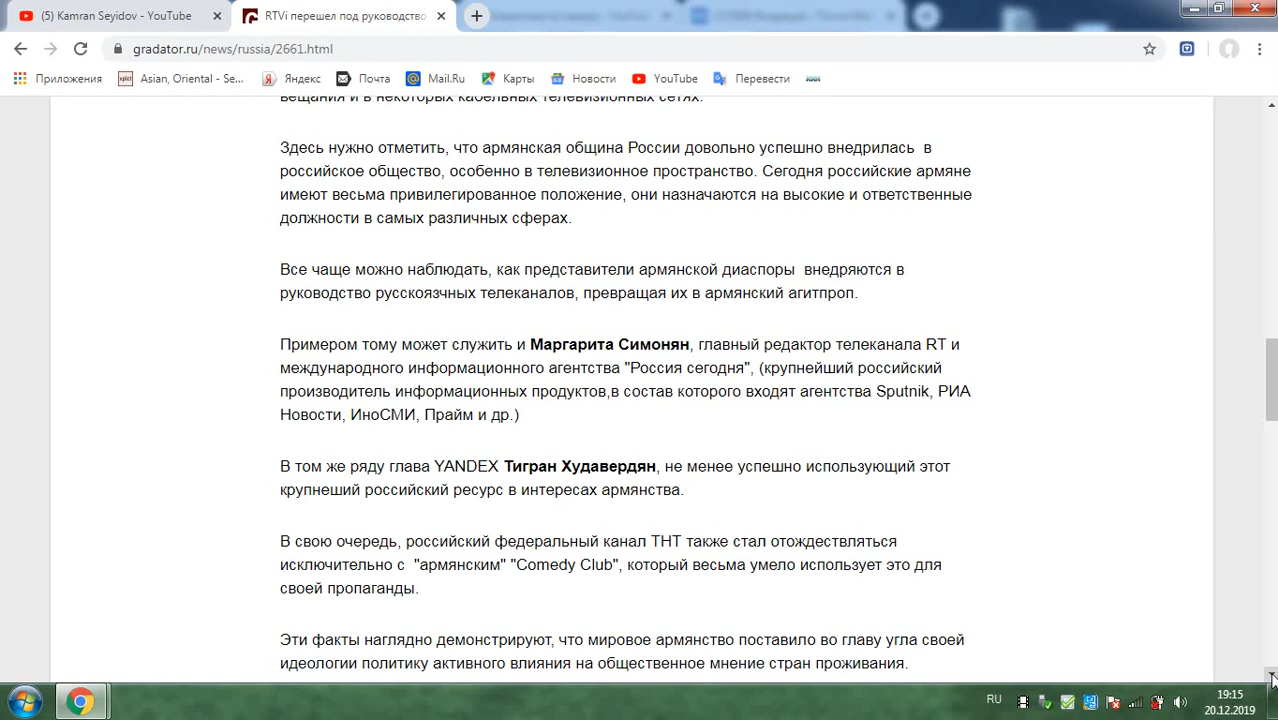 (5) Kamran Seyidov - YouTube
RTVi перешел под руководство
gradator.ru/news/russia/2661.html
Приложения
Asian, Oriental - Se...
Яндекс
Почта
Mail.Ru
Карты
Новости
YouTube
Перевести
вещания и в некоторых кабельных телевизионных сетях.
Здесь нужно отметить, что армянская община России довольно успешно внедрилась в
российское общество, особенно в телевизионное пространство. Сегодня российские армяне
имеют весьма привилегированное положение, они назначаются на высокие и ответственные
должности в самых различных сферах.
Все чаще можно наблюдать, как представители армянской диаспоры внедряются в
руководство русскоязчных телеканалов, превращая их в армянский агитпроп.
Примером тому может служить и Маргарита Симонян, главный редактор телеканала RT и
международного информационного агентства "Россия сегодня", (крупнейший российский
производитель информационных продуктов,в состав которого входят агентства Sputnik, РИА
Новости, ИноСМИ, Прайм и др.)
В том же ряду глава YANDEX Тигран Худавердян, не менее успешно использующий этот
крупнеший российский ресурс в интересах армянства.
В свою очередь, российский федеральный канал ТНТ также стал отождествляться
исключительно с "армянским" "Comedy Club", который весьма умело использует это для
своей пропаганды.
Эти факты наглядно демонстрируют, что мировое армянство поставило во главу угла своей
идеологии политику активного влияния на общественное мнение стран проживания.
RU
19:15
20.12.2019